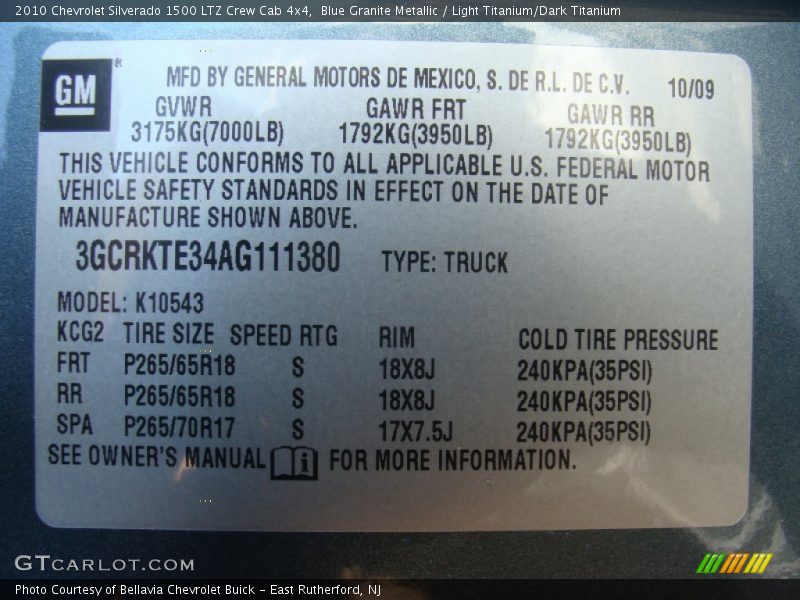 2010 Chevrolet Silverado 1500 LTZ Crew Cab 4x4, Blue Granite Metallic / Light Titanium/Dark Titanium
GM®
MFD BY GENERAL MOTORS DE MEXICO, S. DE R.L. DE C.V. 10/09
GVWR GAWR FRT GAWR RR
3175KG(7000LB) 1792KG(3950LB) 1792KG(3950LB)
THIS VEHICLE CONFORMS TO ALL APPLICABLE U.S. FEDERAL MOTOR
VEHICLE SAFETY STANDARDS IN EFFECT ON THE DATE OF
MANUFACTURE SHOWN ABOVE.
3GCRKTE34AG111380 TYPE: TRUCK
MODEL: K10543
KCG2 TIRE SIZE SPEED RTG RIM COLD TIRE PRESSURE
FRT P265/65R18 S 18X8J 240KPA(35PSI)
RR P265/65R18 S 18X8J 240KPA(35PSI)
SPA P265/70R17 S 17X7.5J 240KPA(35PSI)
SEE OWNER'S MANUAL i FOR MORE INFORMATION.
GTCARLOT.COM
Photo Courtesy of Bellavia Chevrolet Buick - East Rutherford, NJ